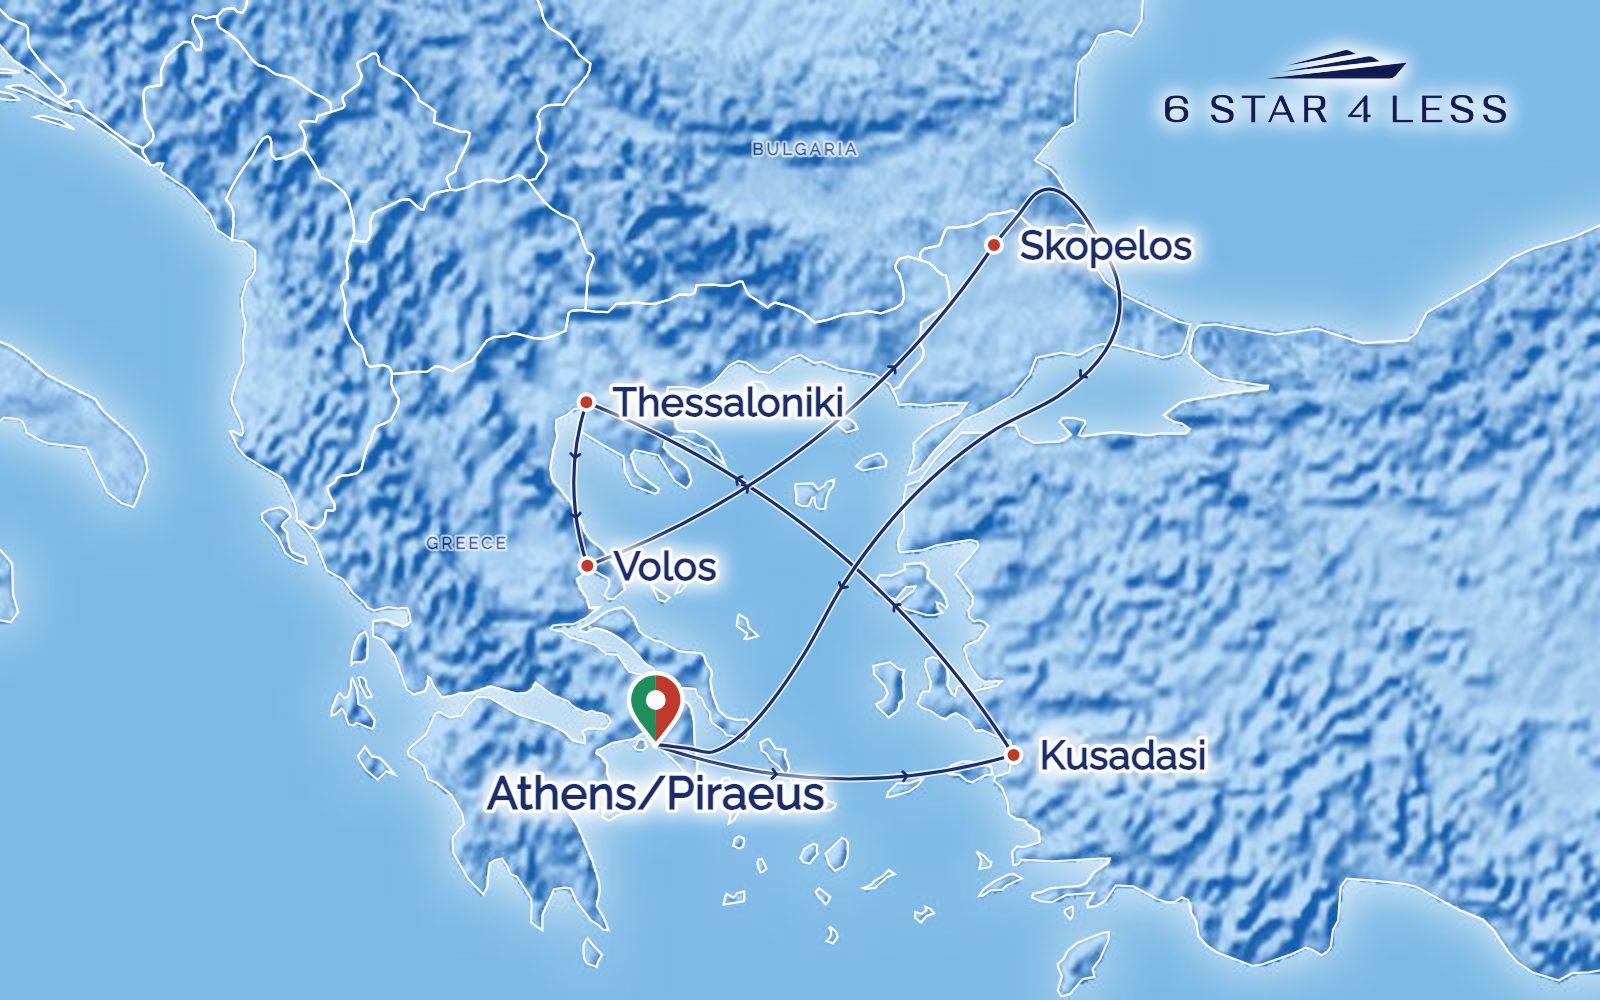 6 STAR 4 LESS
BULGARIA
Skopelos
Thessaloniki
GREECE
Volos
Kusadasi
Athens/Piraeus